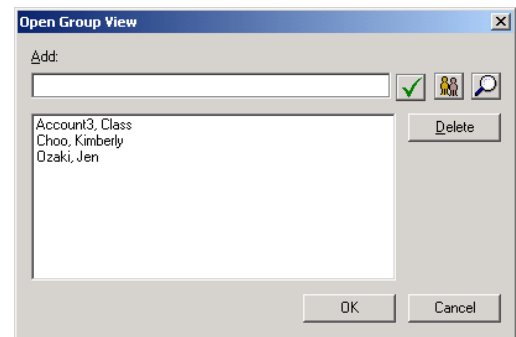 Open Group View
Add:
Account3, Class
Choo, Kimberly
Ozaki, Jen
Delete
OK
Cancel